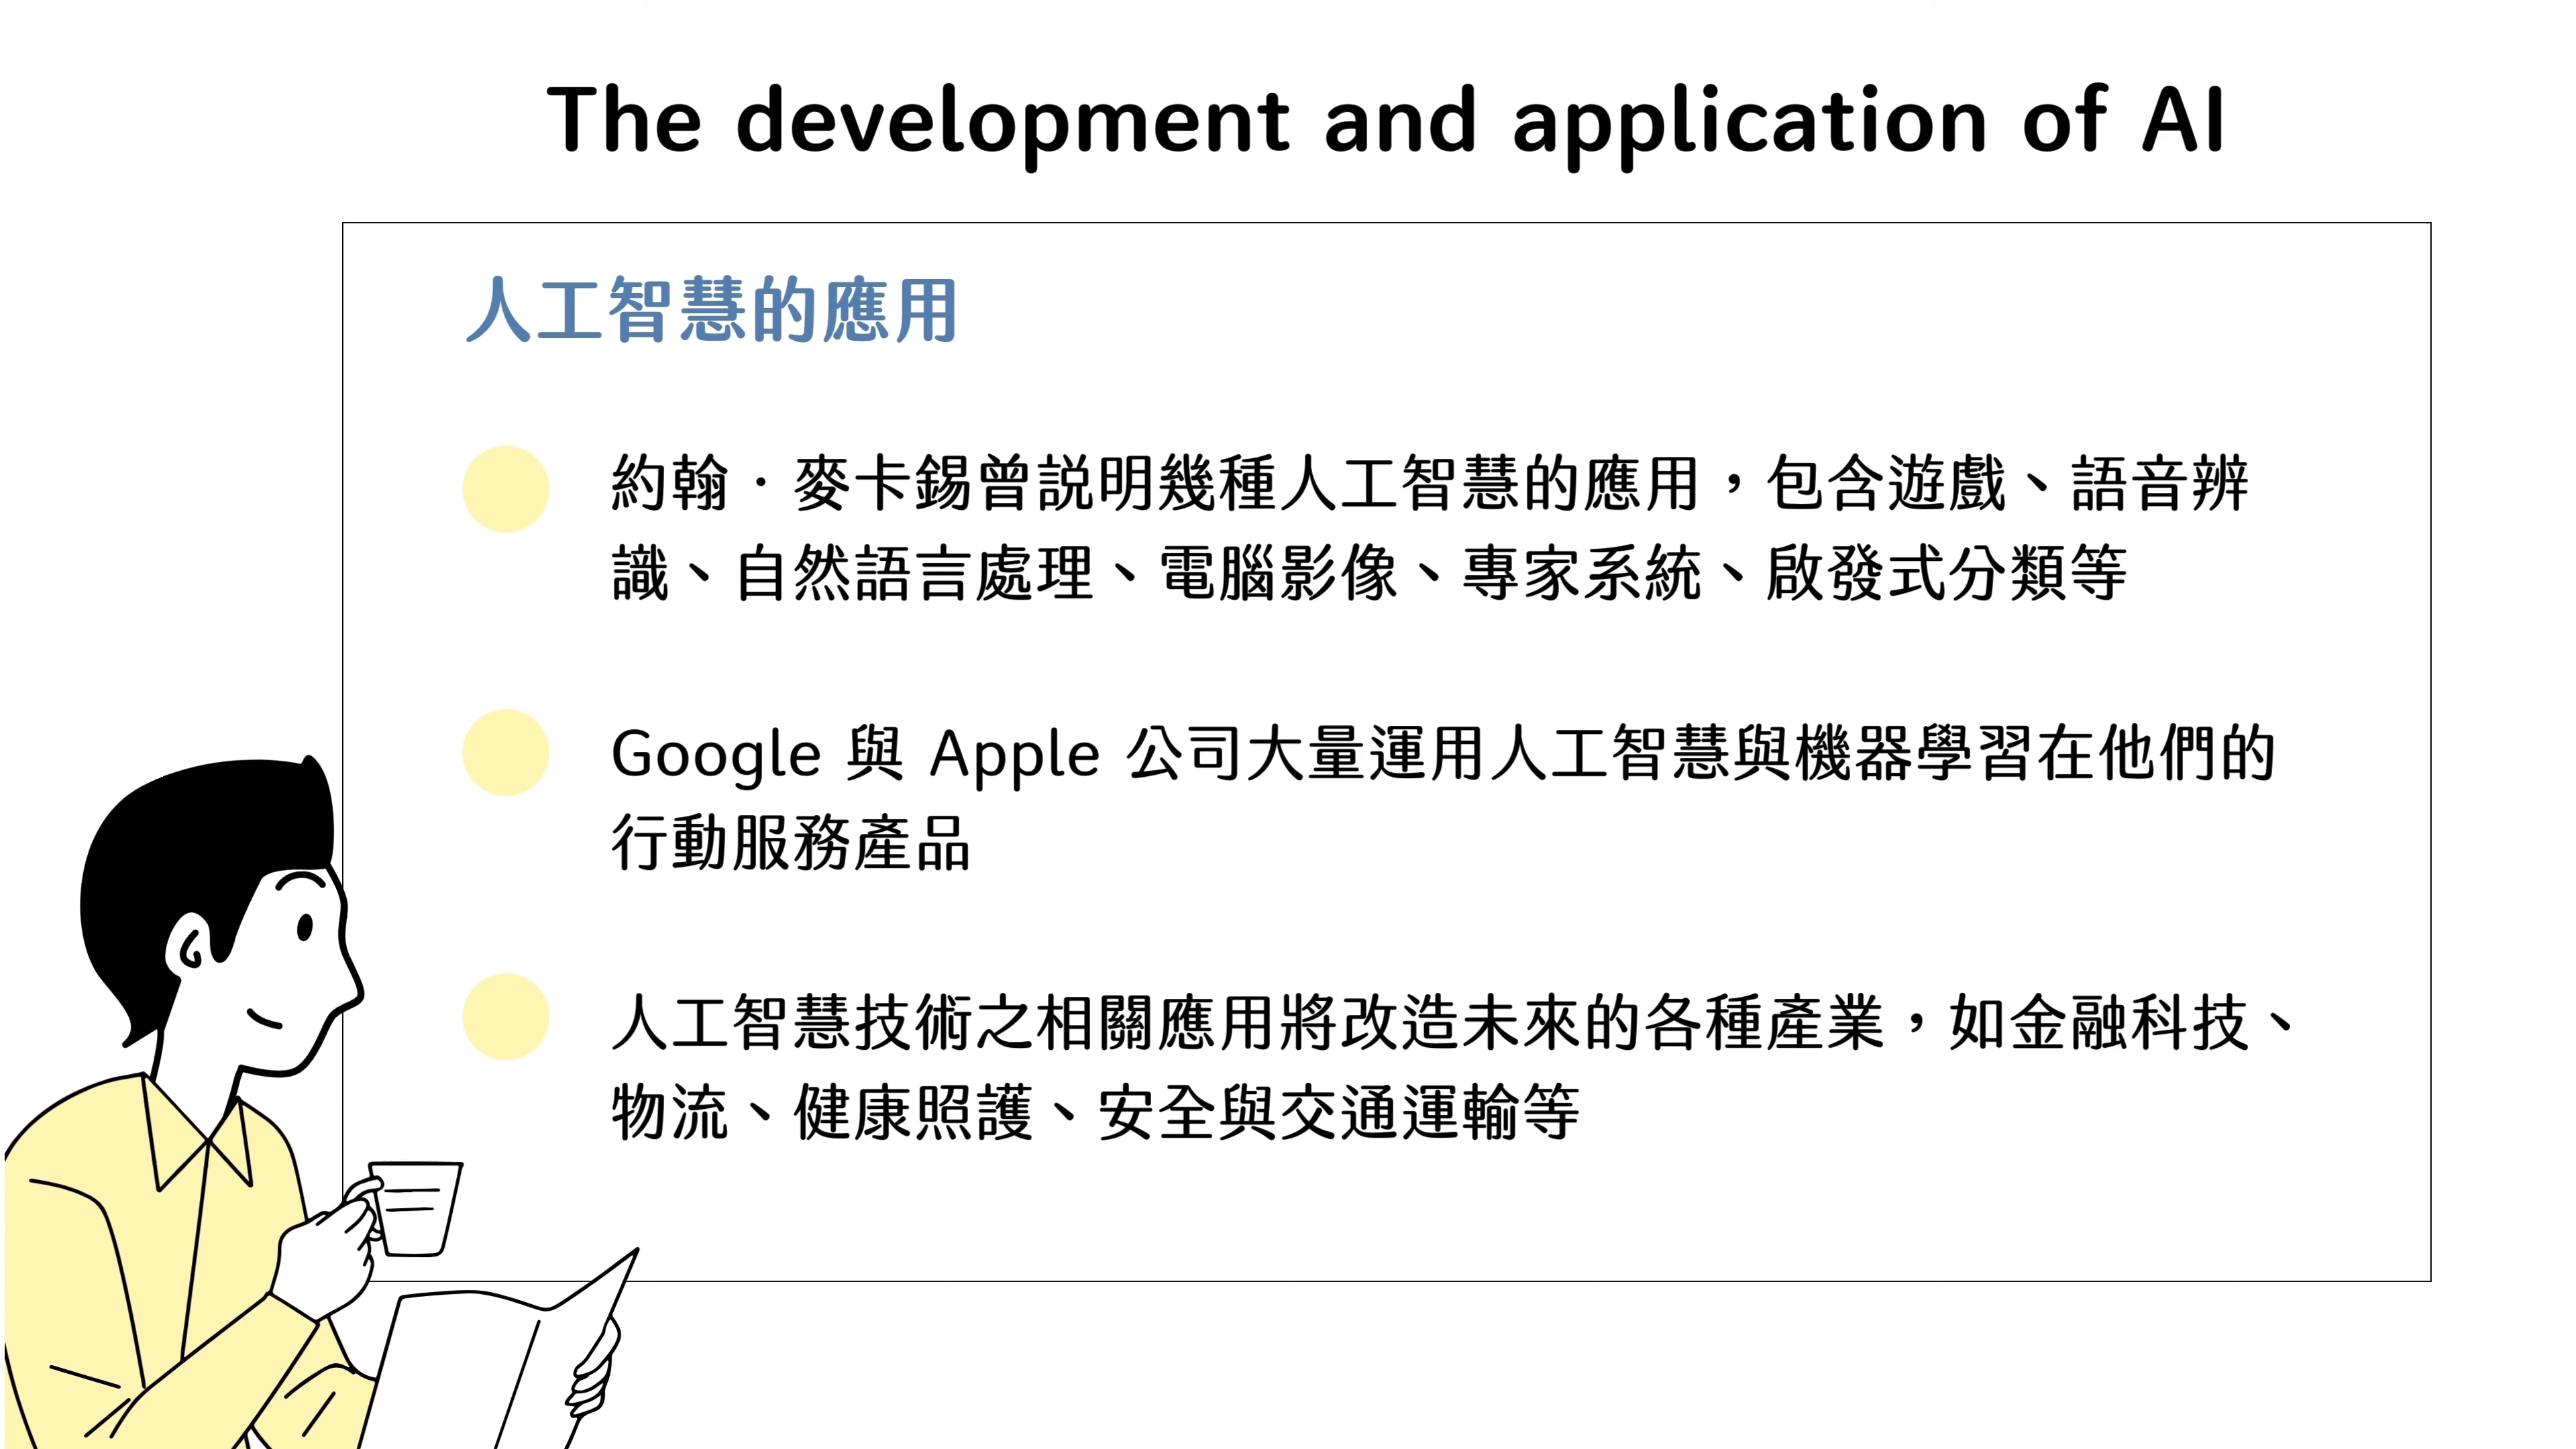 The development and application of AI
人工智慧的應用
約翰．麥卡錫曾説明幾種人工智慧的應用，包含遊戲、語音辨
識、自然語言處理、電腦影像、專家系統、啟發式分類等
Google 與 Apple 公司大量運用人工智慧與機器學習在他們的
行動服務產品
人工智慧技術之相關應用將改造未來的各種產業，如金融科技、
物流、健康照護、安全與交通運輸等